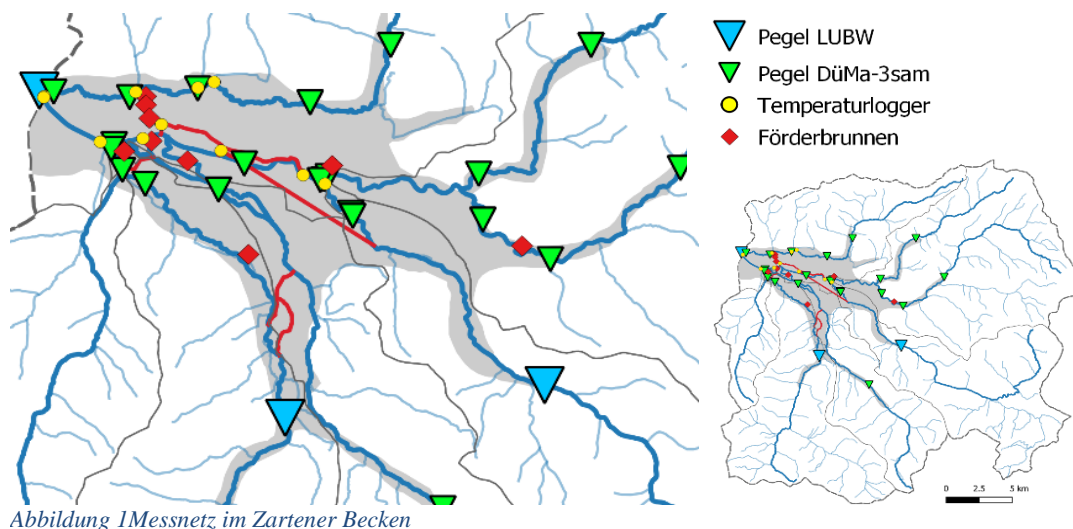 Pegel LUBW
Pegel DüMa-3sam
Temperaturlogger
Förderbrunnen
0 2.5 5 km
Abbildung 1Messnetz im Zartener Becken